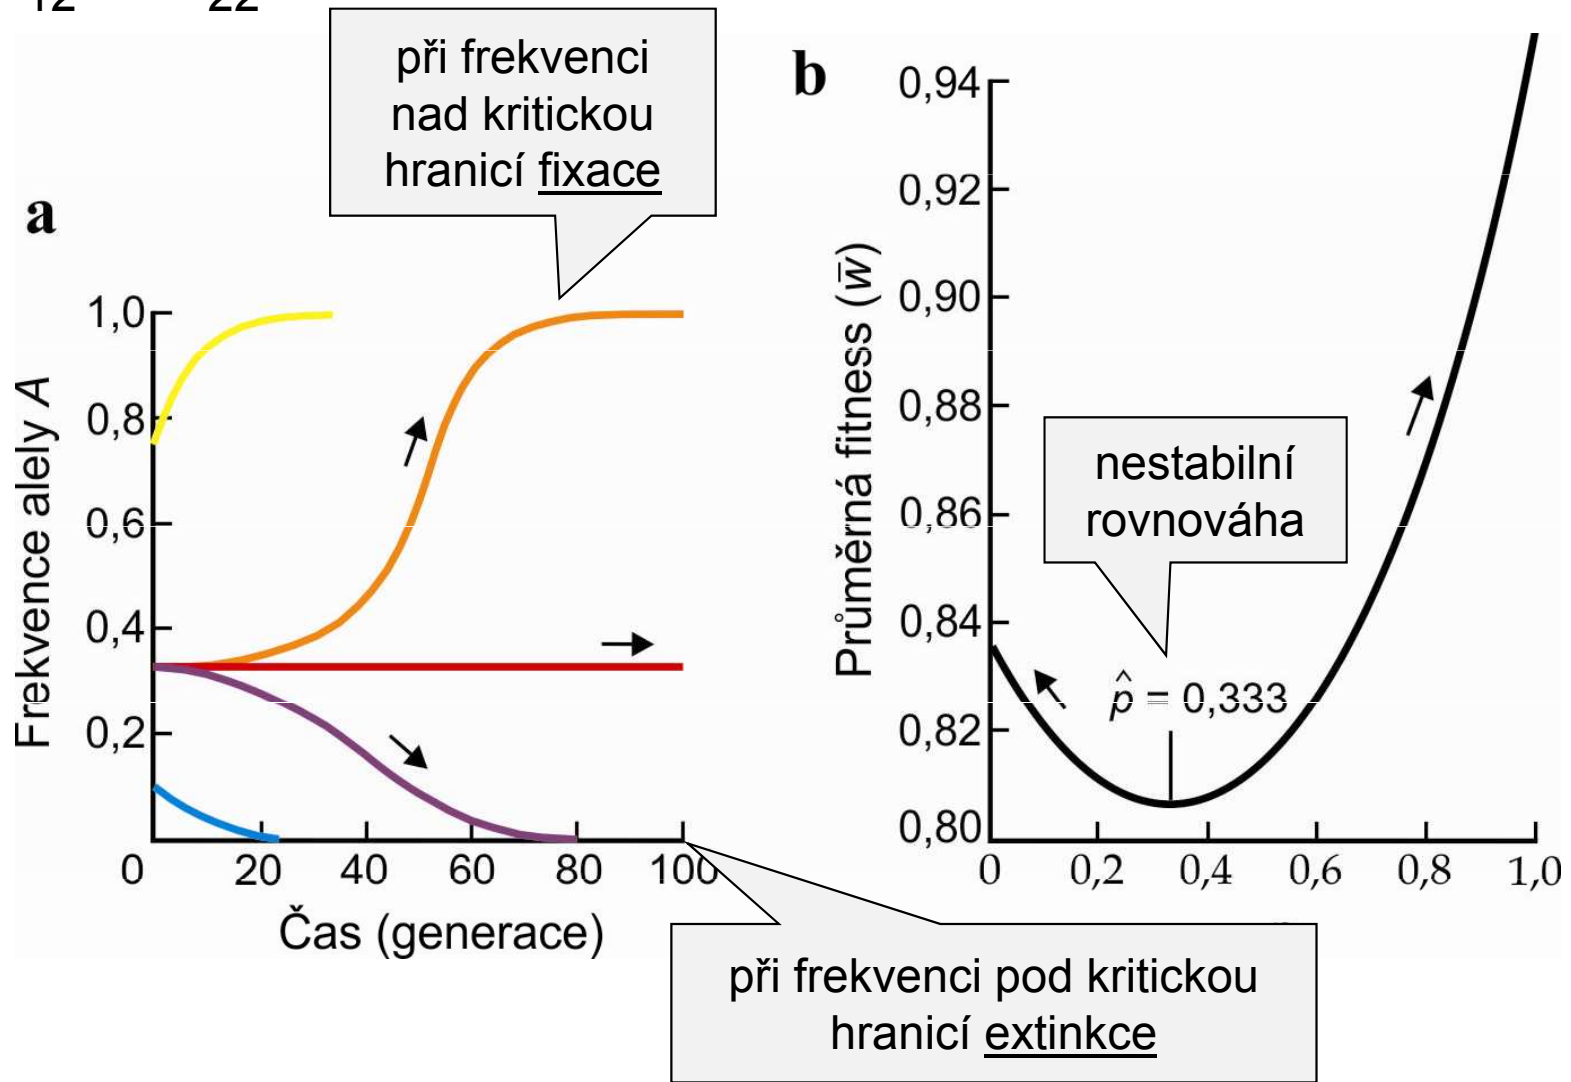 12 22
při frekvenci
nad kritickou
hranicí fixace
a
1,0
0,8
0,6
0,4
0,2
Frekvence alely A
0 20 40 60 80 100
Čas (generace)
b
0,94
0,92
0,90
0,88
0,86
0,84
0,82
0,80
Průměrná fitness (w̄)
nestabilní
rovnováha
p̂ = 0,333
0 0,2 0,4 0,6 0,8 1,0
při frekvenci pod kritickou
hranicí extinkce